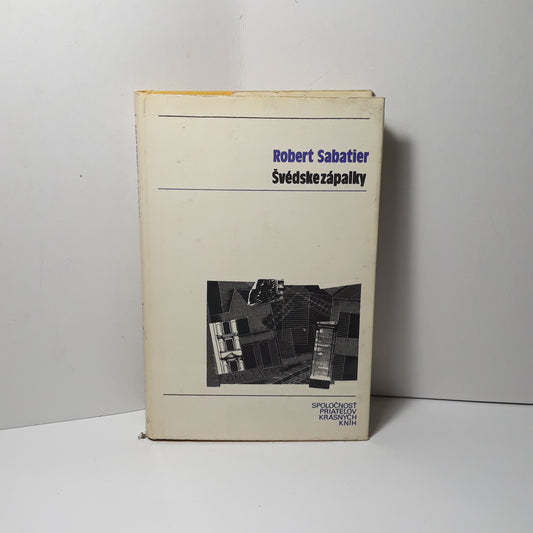 Robert Sabatier
Švédske zápalky
SPOLOČNOSŤ
PRIATEĽOV
KRÁSNYCH
KNÍH